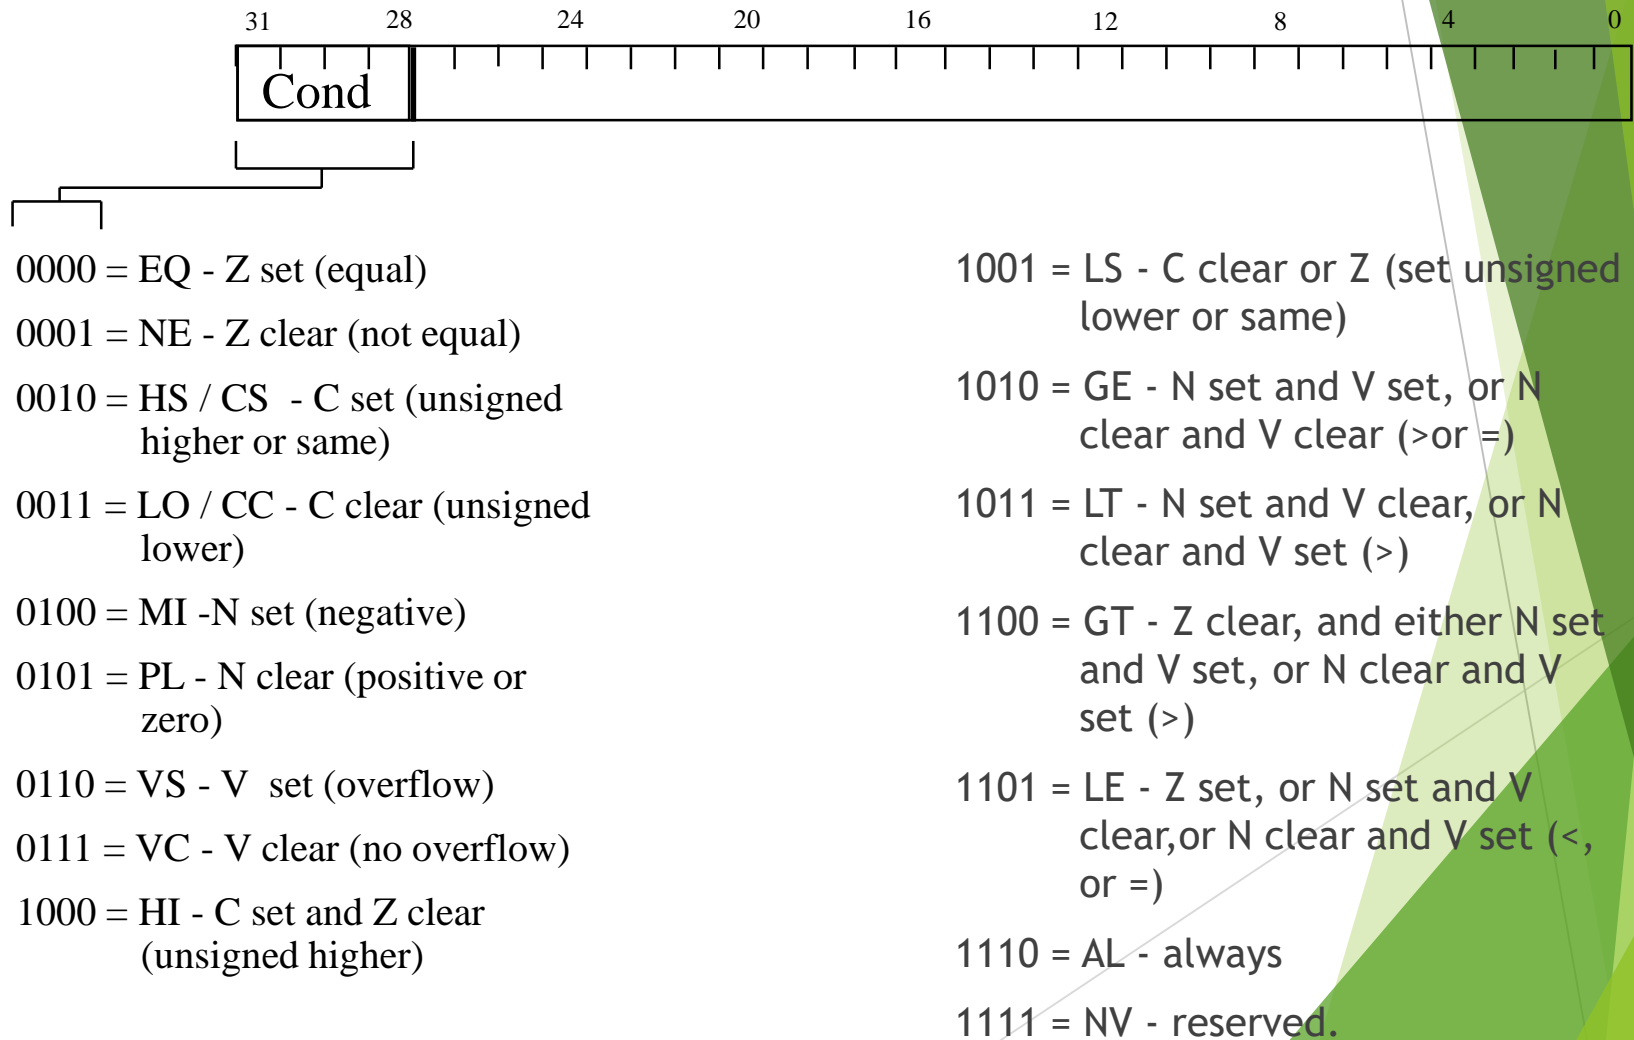 31 28 24 20 16 12 8 4 0
Cond
0000 = EQ - Z set (equal)
0001 = NE - Z clear (not equal)
0010 = HS / CS - C set (unsigned
higher or same)
0011 = LO / CC - C clear (unsigned
lower)
0100 = MI -N set (negative)
0101 = PL - N clear (positive or
zero)
0110 = VS - V set (overflow)
0111 = VC - V clear (no overflow)
1000 = HI - C set and Z clear
(unsigned higher)
1001 = LS - C clear or Z (set unsigned
lower or same)
1010 = GE - N set and V set, or N
clear and V clear (>or =)
1011 = LT - N set and V clear, or N
clear and V set (>)
1100 = GT - Z clear, and either N set
and V set, or N clear and V
set (>)
1101 = LE - Z set, or N set and V
clear,or N clear and V set (<,
or =)
1110 = AL - always
1111 = NV - reserved.